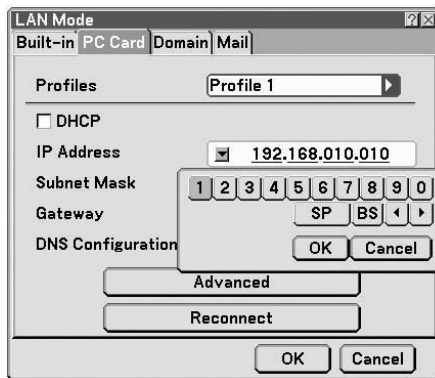 LAN Mode
Built-in PC Card Domain Mail
Profiles Profile 1
DHCP
IP Address 192.168.010.010
Subnet Mask 1 2 3 4 5 6 7 8 9 0
Gateway SP BS
DNS Configuration OK Cancel
Advanced
Reconnect
OK Cancel